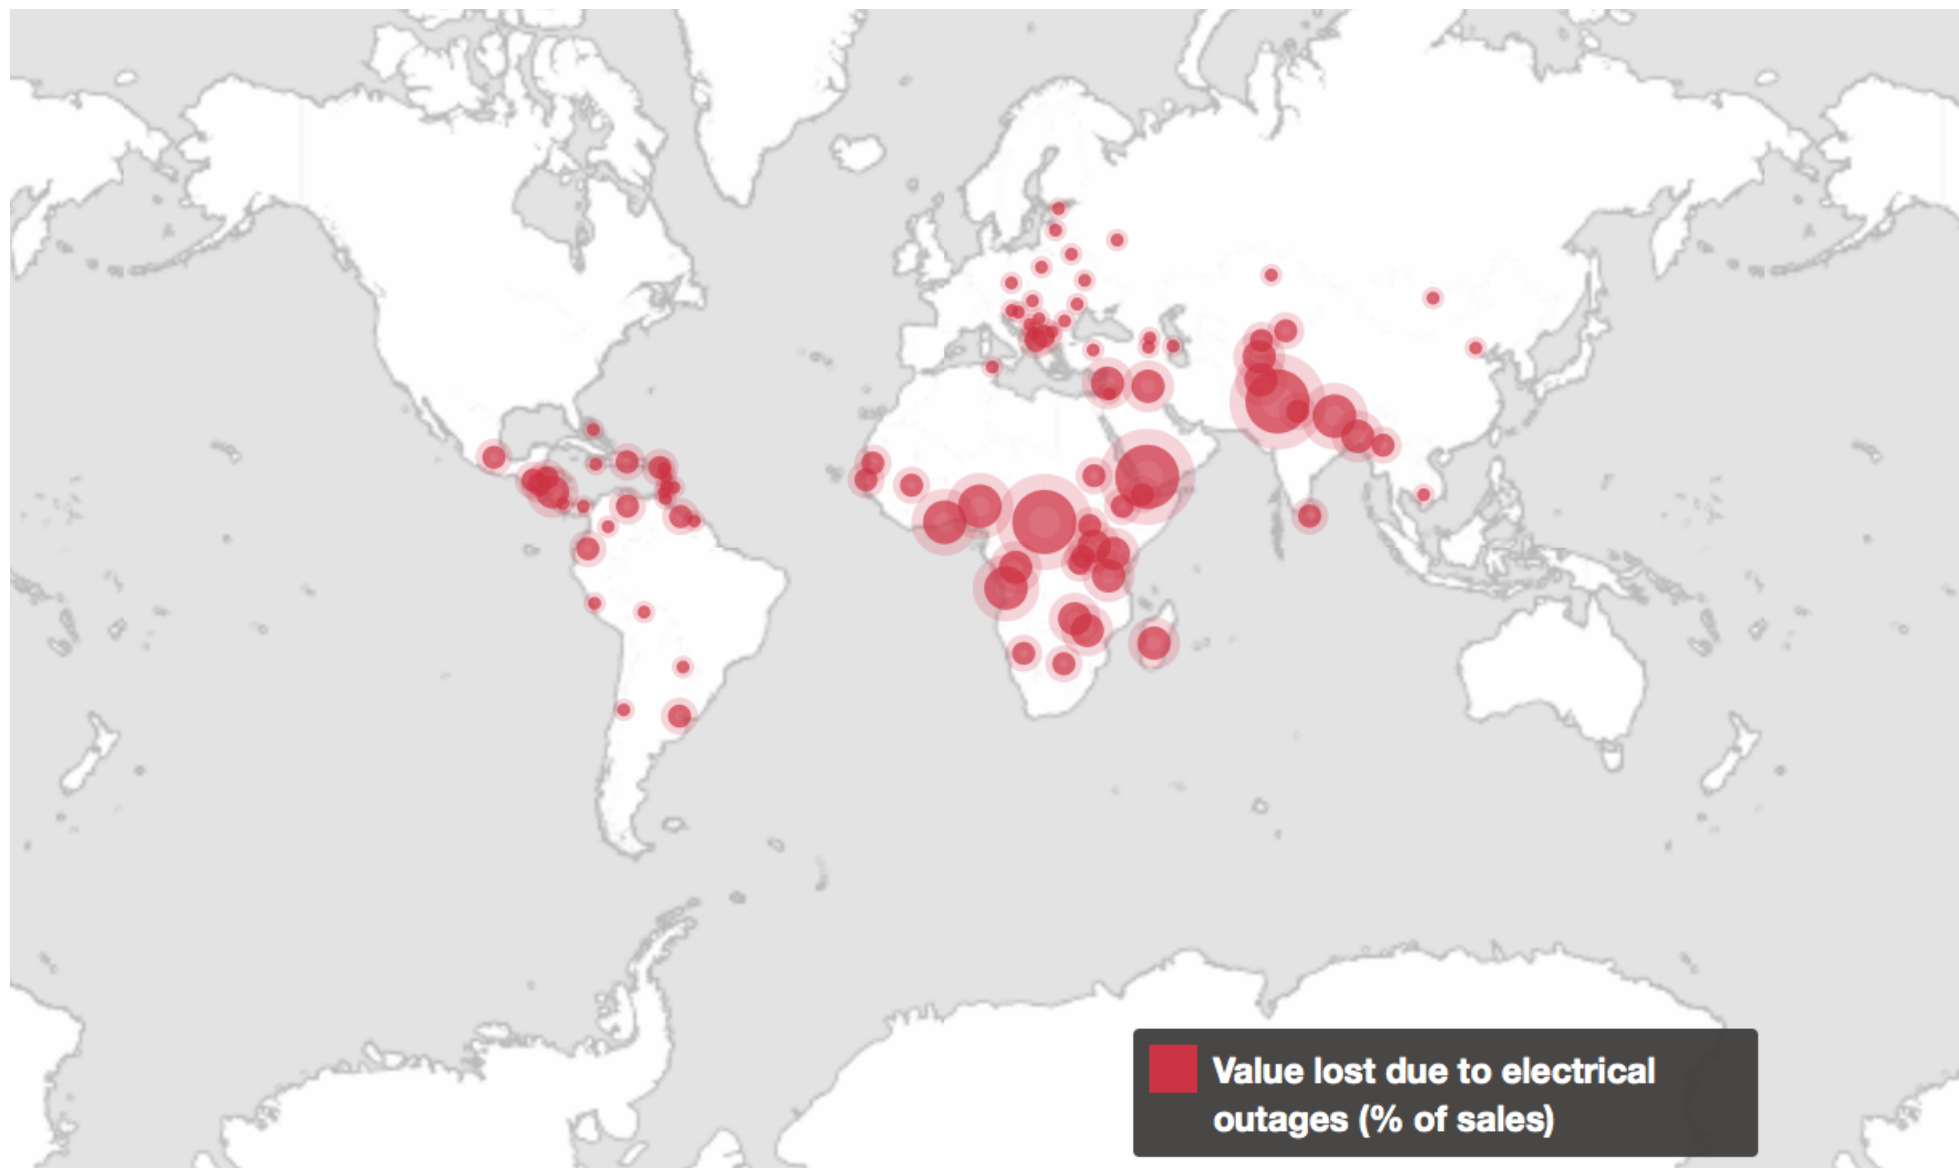 Value lost due to electrical
outages (% of sales)